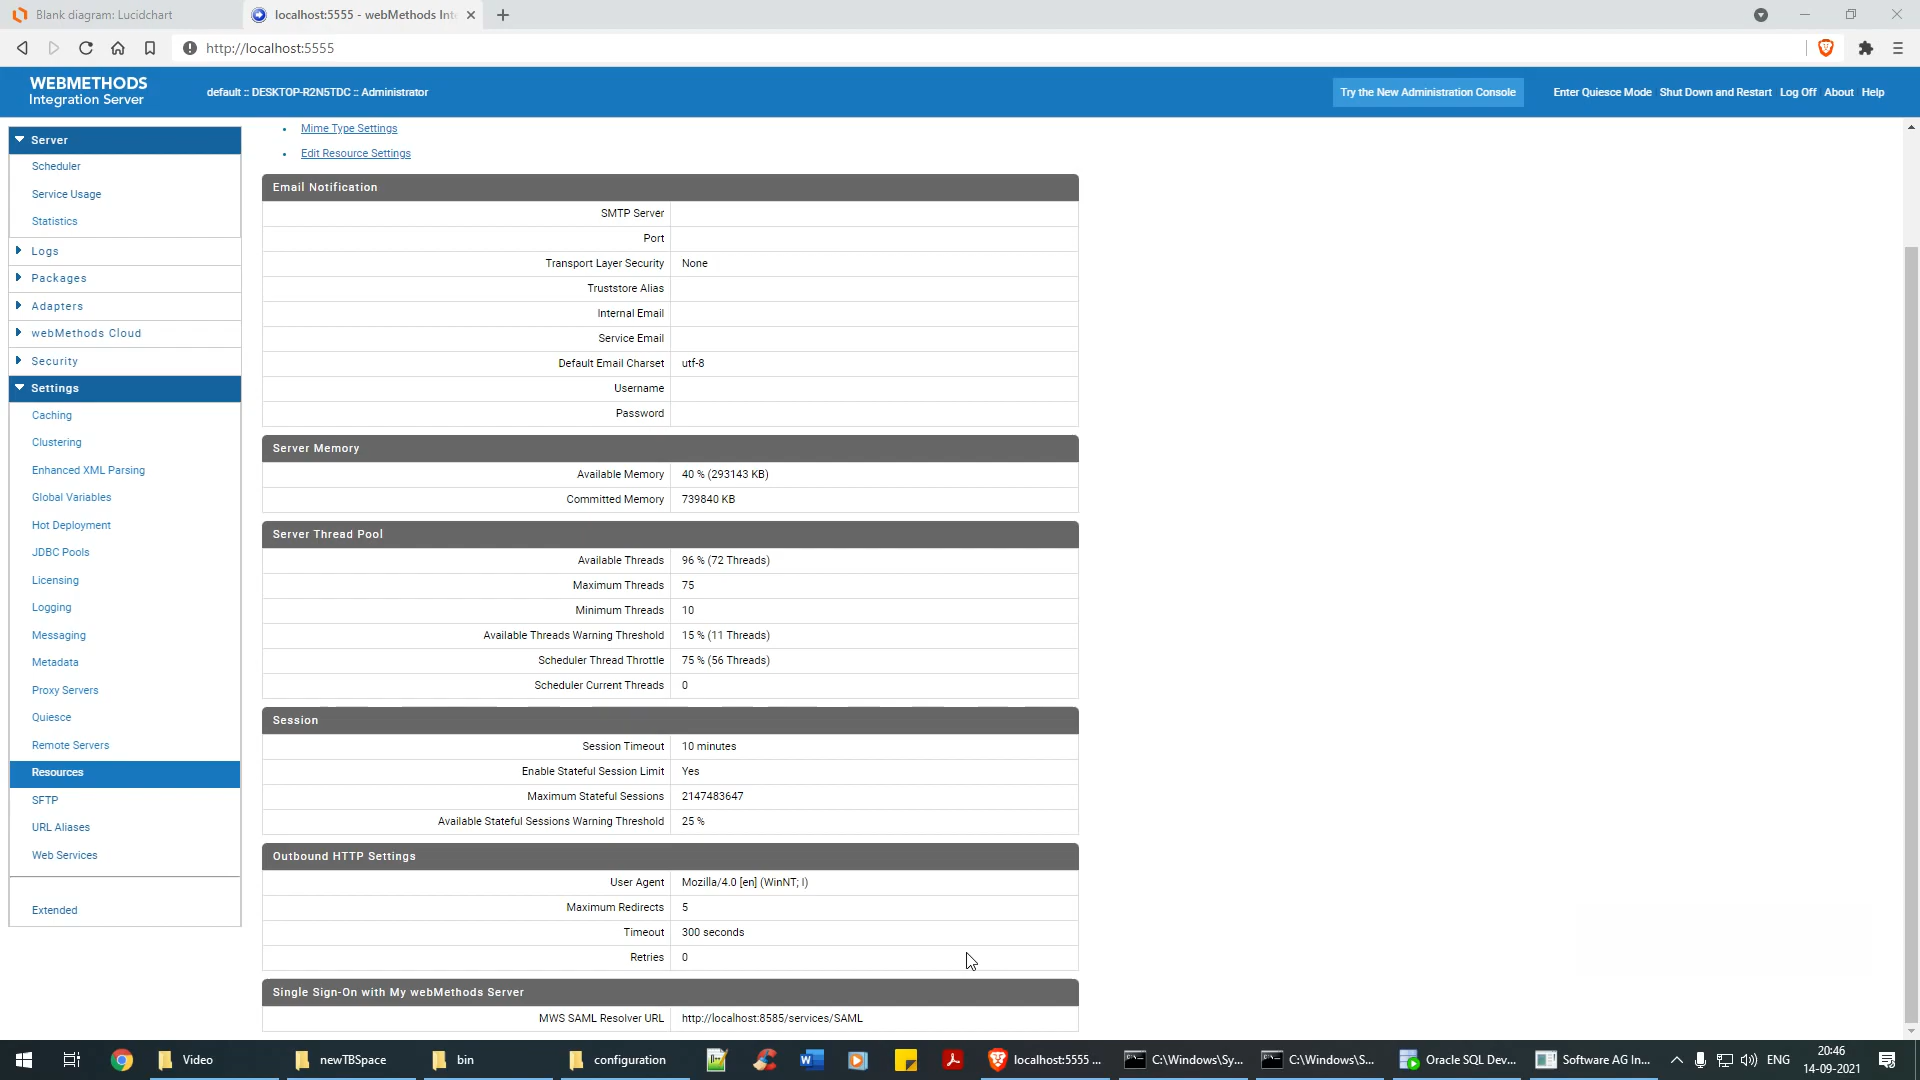 Blank diagram: Lucidchart
localhost:5555 - webMethods Int
http://localhost:5555
WEBMETHODS
Integration Server
default :: DESKTOP-R2N5TDC :: Administrator
Try the New Administration Console
Enter Quiesce Mode
Shut Down and Restart
Log Off
About
Help
Server
Scheduler
Service Usage
Statistics
Logs
Packages
Adapters
webMethods Cloud
Security
Settings
Caching
Clustering
Enhanced XML Parsing
Global Variables
Hot Deployment
JDBC Pools
Licensing
Logging
Messaging
Metadata
Proxy Servers
Quiesce
Remote Servers
Resources
SFTP
URL Aliases
Web Services
Extended
Mime Type Settings
Edit Resource Settings
Email Notification
SMTP Server
Port
Transport Layer Security None
Truststore Alias
Internal Email
Service Email
Default Email Charset utf-8
Username
Password
Server Memory
Available Memory 40 % (293143 KB)
Committed Memory 739840 KB
Server Thread Pool
Available Threads 96 % (72 Threads)
Maximum Threads 75
Minimum Threads 10
Available Threads Warning Threshold 15 % (11 Threads)
Scheduler Thread Throttle 75 % (56 Threads)
Scheduler Current Threads 0
Session
Session Timeout 10 minutes
Enable Stateful Session Limit Yes
Maximum Stateful Sessions 2147483647
Available Stateful Sessions Warning Threshold 25 %
Outbound HTTP Settings
User Agent Mozilla/4.0 [en] (WinNT; I)
Maximum Redirects 5
Timeout 300 seconds
Retries 0
Single Sign-On with My webMethods Server
MWS SAML Resolver URL http://localhost:8585/services/SAML
Video
newTBSpace
bin
configuration
localhost:5555 ...
C:\Windows\Sy...
C:\Windows\S...
Oracle SQL Dev...
Software AG In...
ENG
20:46
14-09-2021